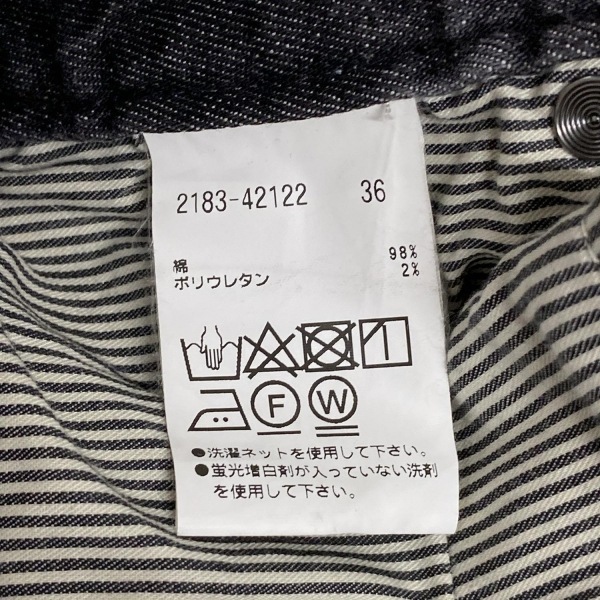 2183-42122 36
綿 98%
ポリウレタン 2%
F W
●洗濯ネットを使用して下さい。
●蛍光増白剤が入っていない洗剤
を使用して下さい。